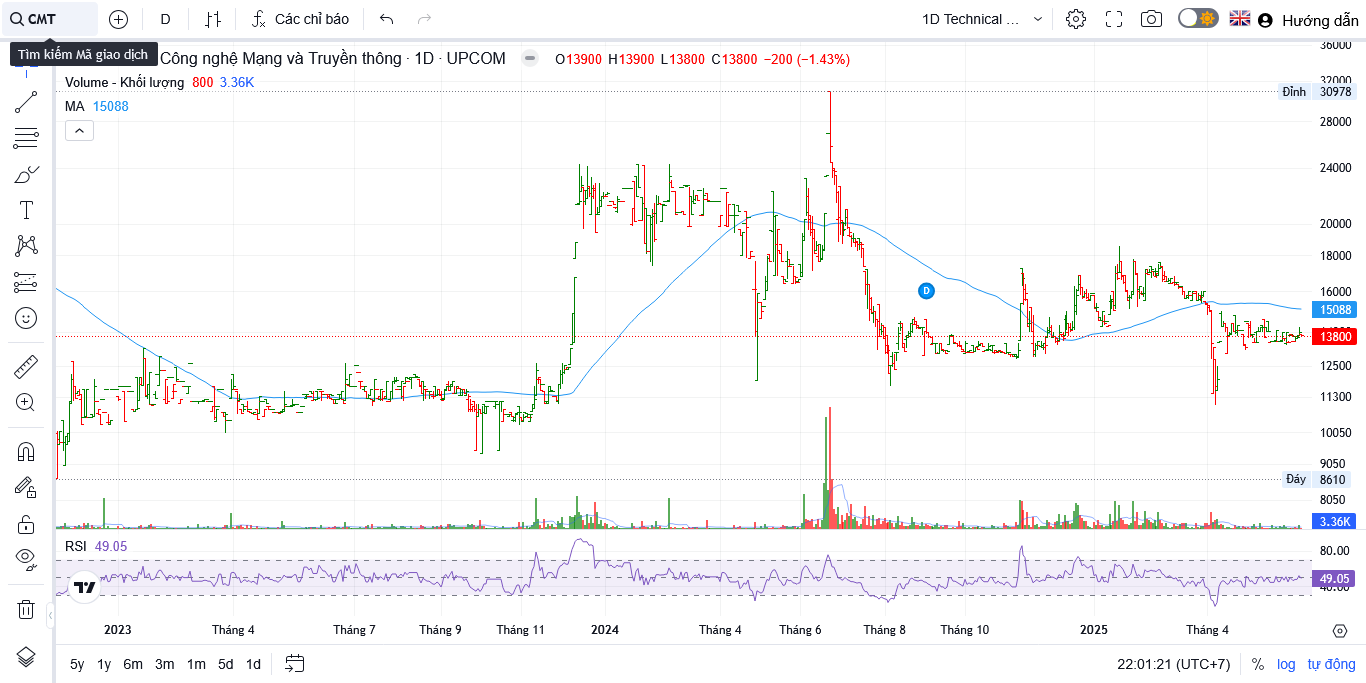 CMT D Các chỉ báo 1D Technical ... Hướng dẫn
Tìm kiếm Mã giao dịch
Công nghệ Mạng và Truyền thông · 1D · UPCOM O13900 H13900 L13800 C13800 −200 (−1.43%)
Volume - Khối lượng 800 3.36K
MA 15088
36000
32000
Đỉnh 30978
28000
24000
20000
18000
16000
15088
13800
12500
11300
10050
9050
Đáy 8610
8050
3.36K
D
RSI 49.05
80.00
49.05
40.00
2023 Tháng 4 Tháng 7 Tháng 9 Tháng 11 2024 Tháng 4 Tháng 6 Tháng 8 Tháng 10 2025 Tháng 4
5y 1y 6m 3m 1m 5d 1d 22:01:21 (UTC+7) % log tự động